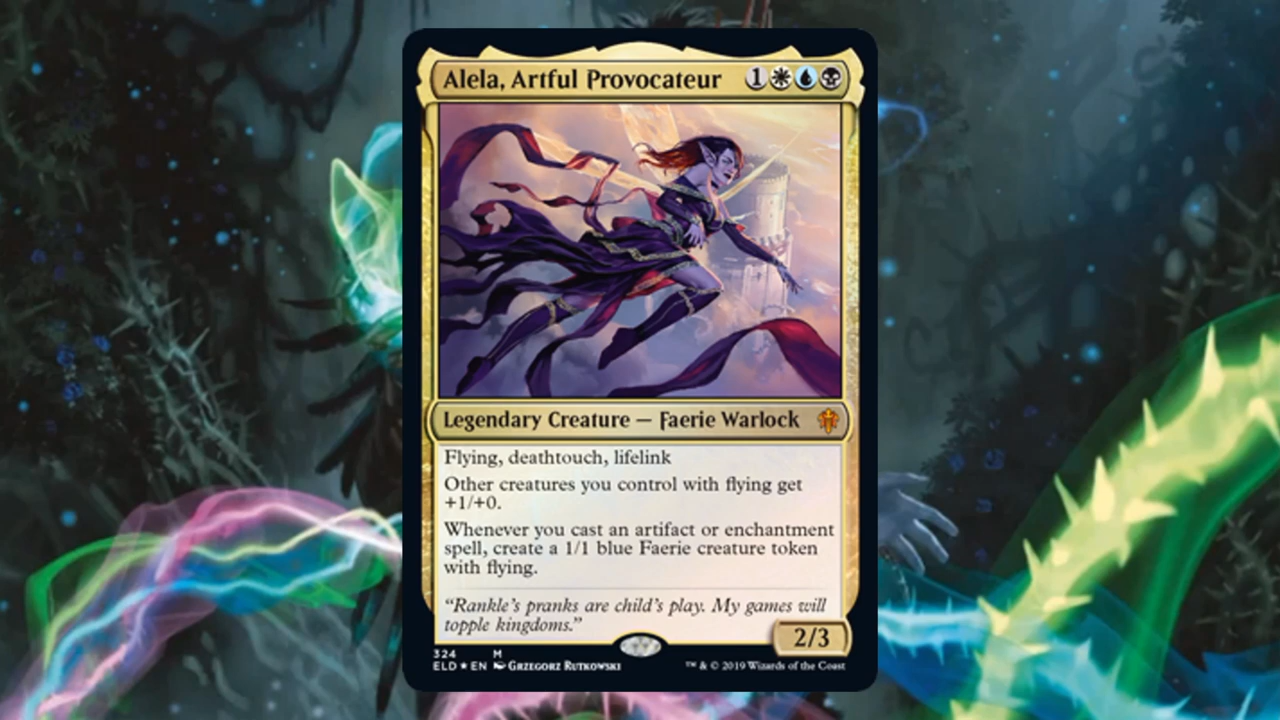 Alela, Artful Provocateur 1
Legendary Creature — Faerie Warlock
Flying, deathtouch, lifelink
Other creatures you control with flying get
+1/+0.
Whenever you cast an artifact or enchantment
spell, create a 1/1 blue Faerie creature token
with flying.
“Rankle's pranks are child's play. My games will
topple kingdoms.”
2/3
324 M
ELD ★ EN Grzegorz Rutkowski ™ & © 2019 Wizards of the Coast